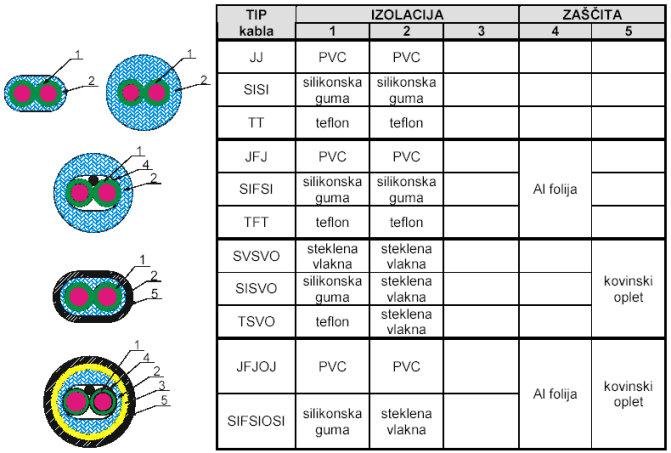 TIP kabla IZOLACIJA ZAŠČITA
1 2 3 4 5
JJ PVC PVC
SISI silikonska guma silikonska guma
TT teflon teflon
JFJ PVC PVC
SIFSI silikonska guma silikonska guma Al folija
TFT teflon teflon
SVSVO steklena vlakna steklena vlakna
SISVO silikonska guma steklena vlakna kovinski oplet
TSVO teflon steklena vlakna
JFJOJ PVC PVC
Al folija kovinski oplet
SIFSIOSI silikonska guma steklena vlakna
1
2
1
2
1
4
2
1
2
5
1
4
2
3
5